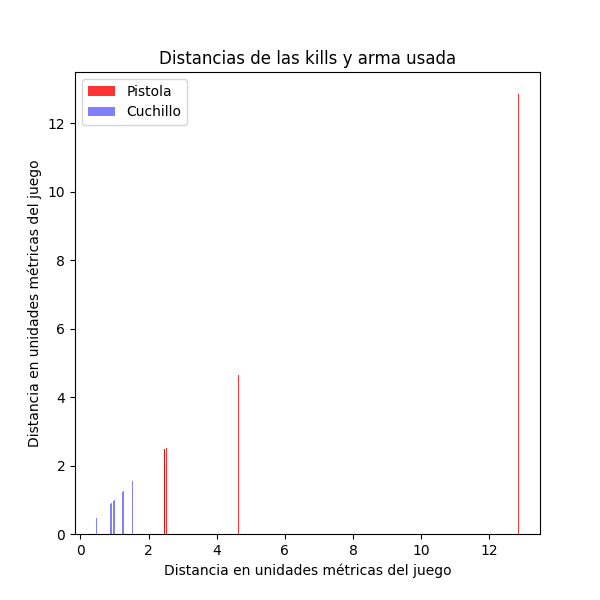 Distancias de las kills y arma usada
Pistola
Cuchillo
Distancia en unidades métricas del juego
12
10
8
6
4
2
0
0 2 4 6 8 10 12
Distancia en unidades métricas del juego